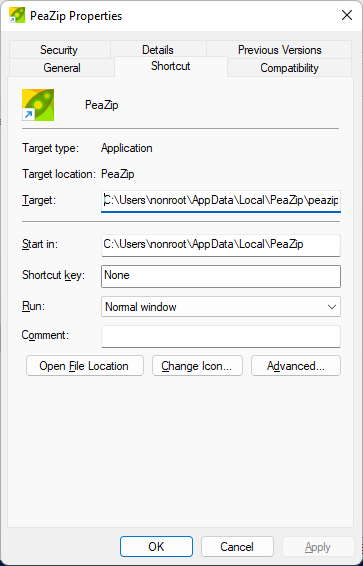 PeaZip Properties
Security Details Previous Versions
General Shortcut Compatibility
PeaZip
Target type: Application
Target location: PeaZip
Target: C:\Users\nonroot\AppData\Local\PeaZip\peazip
Start in: C:\Users\nonroot\AppData\Local\PeaZip
Shortcut key: None
Run: Normal window
Comment:
Open File Location Change Icon... Advanced...
OK Cancel Apply